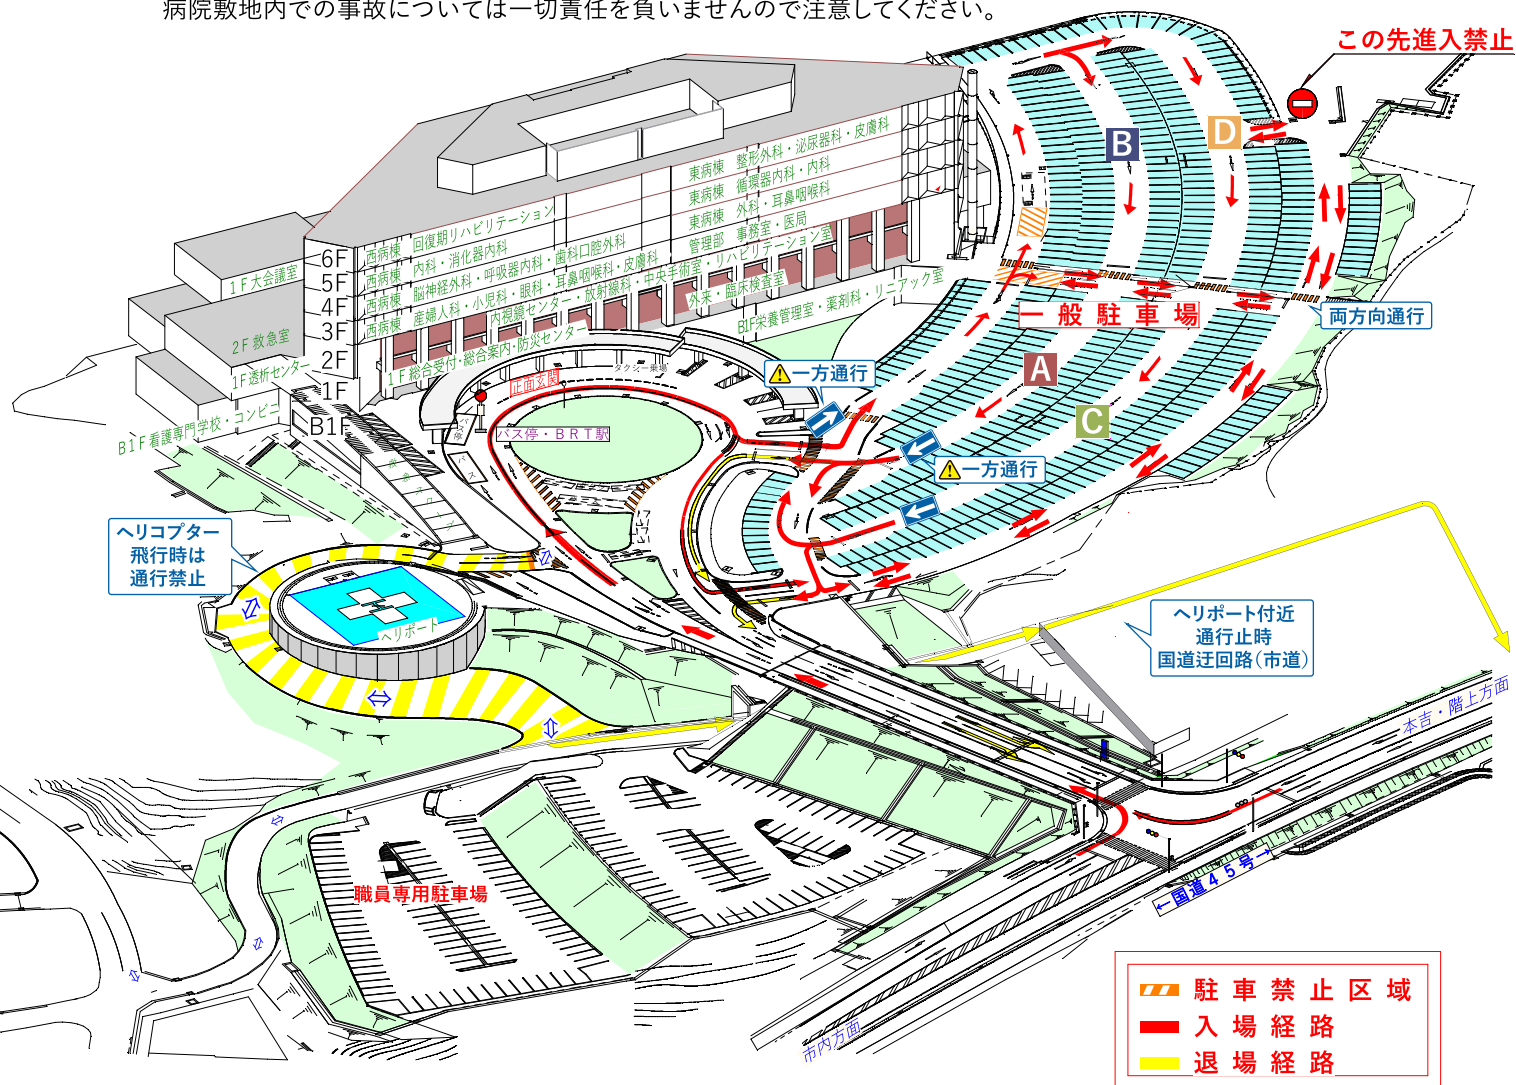 病院敷地内での事故については一切責任を負いませんので注意してください。
この先進入禁止
D
B
東病棟 整形外科・泌尿器科・皮膚科
東病棟 循環器内科・内科
東病棟 外科・耳鼻咽喉科
管理部 事務室・医局
6F 西病棟 回復期リハビリテーション
5F 西病棟 内科・消化器内科
4F 西病棟 脳神経外科・呼吸器内科・歯科口腔外科
3F 西病棟 産婦人科・小児科・眼科・耳鼻咽喉科・皮膚科
2F 内視鏡センター・放射線科・中央手術室・リハビリテーション室
1F 1F総合受付・総合案内・防災センター
外来・臨床検査室
B1F
B1F栄養管理室・薬剤科・リニアック室
1F大会議室
2F救急室
1F透析センター
B1F看護専門学校・コンビニ
一般駐車場
両方向通行
タクシー乗場
正面玄関
⚠一方通行
A
C
バス停
バス
バス停・BRT駅
⚠一方通行
ヘリコプター
飛行時は
通行禁止
ヘリポート
ヘリポート付近
通行止時
国道迂回路(市道)
本吉・階上方面
職員専用駐車場
←国道45号→
市内方面
駐車禁止区域
入場経路
退場経路